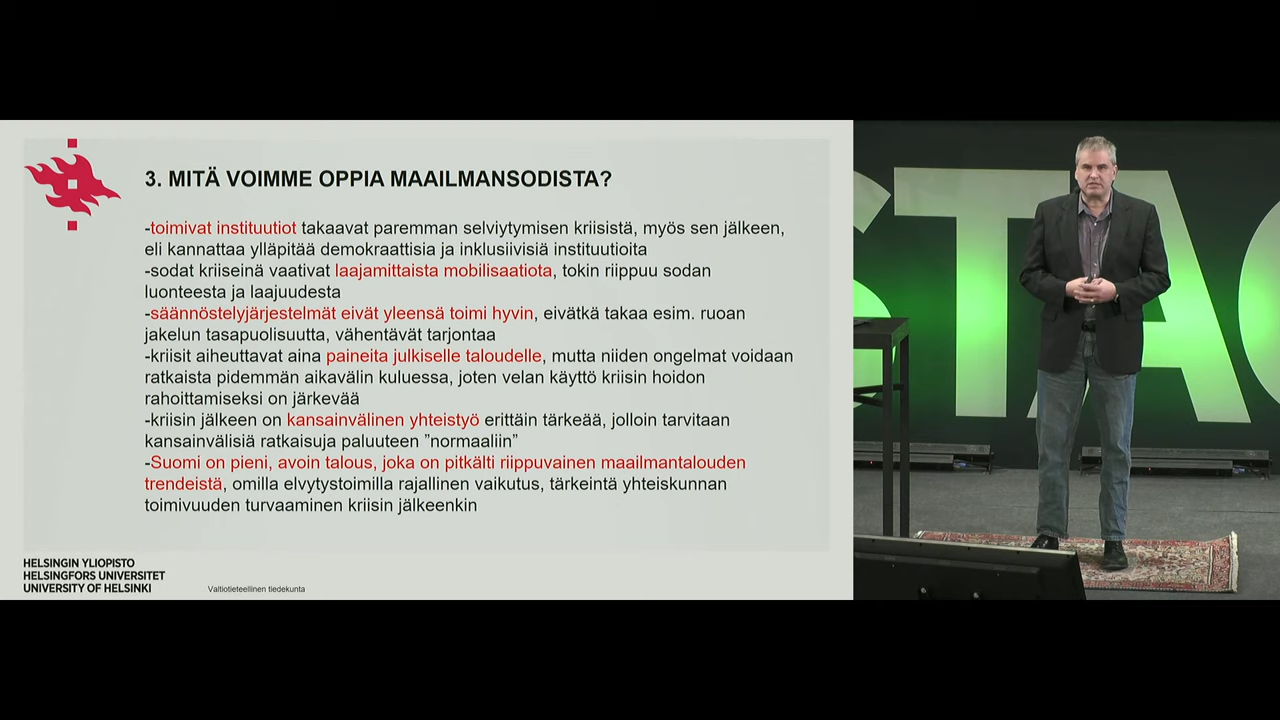 3. MITÄ VOIMME OPPIA MAAILMANSODISTA?
-toimivat instituutiot takaavat paremman selviytymisen kriisistä, myös sen jälkeen,
eli kannattaa ylläpitää demokraattisia ja inklusiivisiä instituutioita
-sodat kriiseinä vaativat laajamittaista mobilisaatiota, tokin riippuu sodan
luonteesta ja laajuudesta
-säännöstelyjärjestelmät eivät yleensä toimi hyvin, eivätkä takaa esim. ruoan
jakelun tasapuolisuutta, vähentävät tarjontaa
-kriisit aiheuttavat aina paineita julkiselle taloudelle, mutta niiden ongelmat voidaan
ratkaista pidemmän aikavälin kuluessa, joten velan käyttö kriisin hoidon
rahoittamiseksi on järkevää
-kriisin jälkeen on kansainvälinen yhteistyö erittäin tärkeää, jolloin tarvitaan
kansainvälisiä ratkaisuja paluuteen ”normaaliin”
-Suomi on pieni, avoin talous, joka on pitkälti riippuvainen maailmantalouden
trendeistä, omilla elvytystoimilla rajallinen vaikutus, tärkeintä yhteiskunnan
toimivuuden turvaaminen kriisin jälkeenkin
HELSINGIN YLIOPISTO
HELSINGFORS UNIVERSITET
UNIVERSITY OF HELSINKI
Valtiotieteellinen tiedekunta
STAG